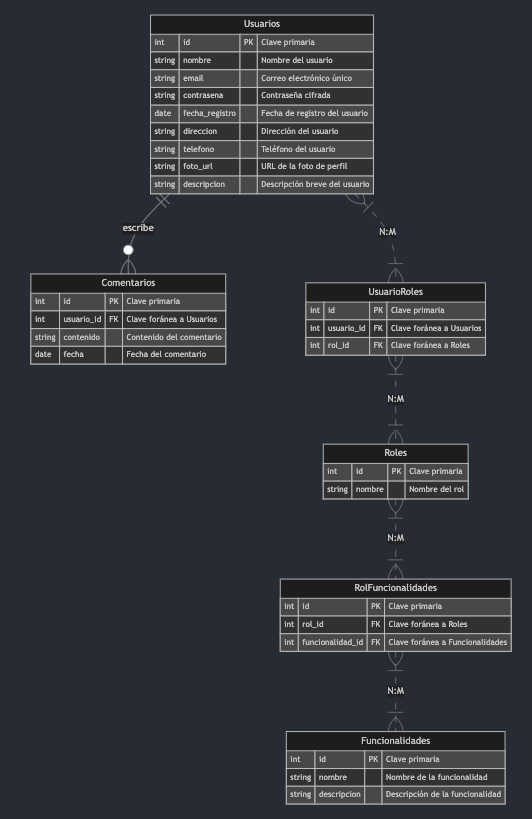 Usuarios
int id PK Clave primaria
string nombre Nombre del usuario
string email Correo electrónico único
string contrasena Contraseña cifrada
date fecha_registro Fecha de registro del usuario
string direccion Dirección del usuario
string telefono Teléfono del usuario
string foto_url URL de la foto de perfil
string descripcion Descripción breve del usuario
escribe
N:M
Comentarios
int id PK Clave primaria
int usuario_id FK Clave foránea a Usuarios
string contenido Contenido del comentario
date fecha Fecha del comentario
UsuarioRoles
int id PK Clave primaria
int usuario_id FK Clave foránea a Usuarios
int rol_id FK Clave foránea a Roles
N:M
Roles
int id PK Clave primaria
string nombre Nombre del rol
N:M
RolFuncionalidades
int id PK Clave primaria
int rol_id FK Clave foránea a Roles
int funcionalidad_id FK Clave foránea a Funcionalidades
N:M
Funcionalidades
int id PK Clave primaria
string nombre Nombre de la funcionalidad
string descripcion Descripción de la funcionalidad